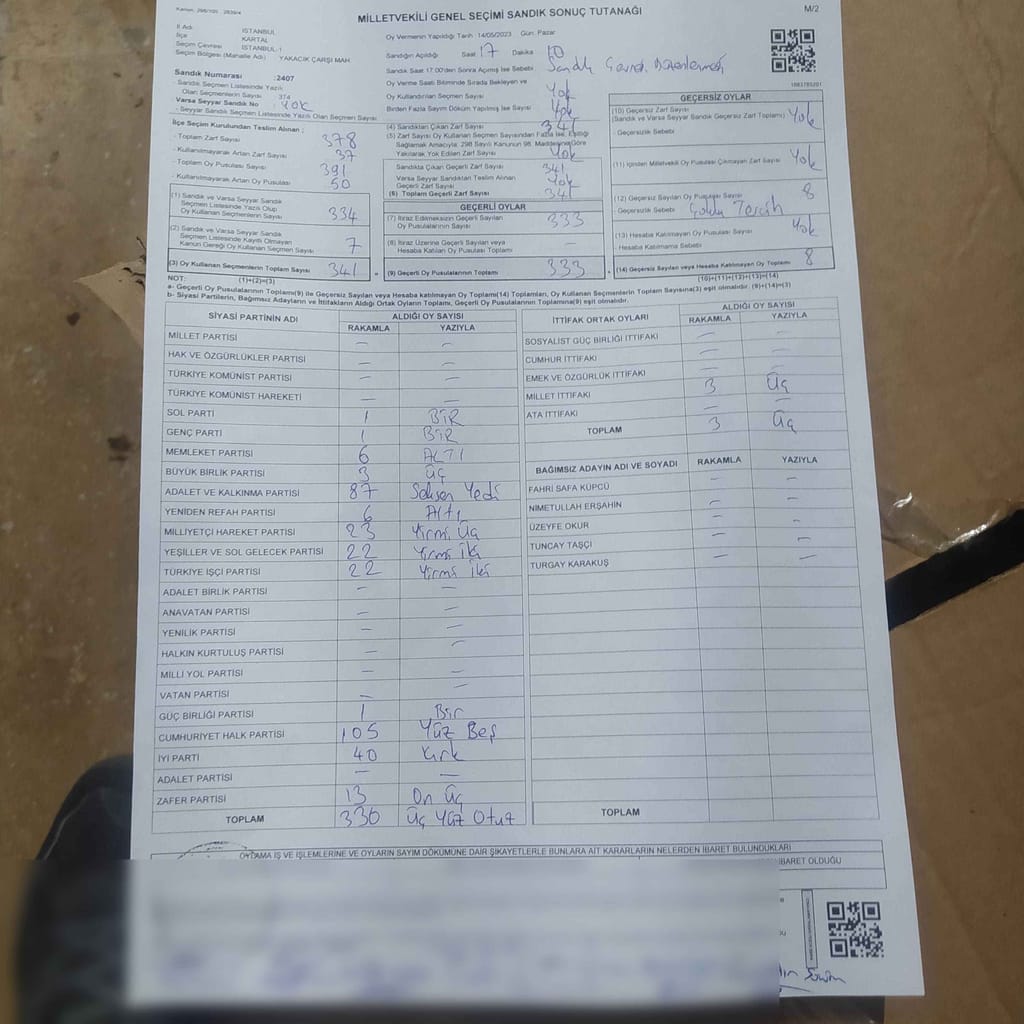 MİLLETVEKİLİ GENEL SEÇİMİ SANDIK SONUÇ TUTANAĞI
M/2
İl Adı İSTANBUL
İlçe KARTAL
Seçim Çevresi İSTANBUL-1
Seçim Bölgesi (Mahalle Adı) YAKACIK ÇARŞI MAH
Oy Vermenin Yapıldığı Tarih 14/05/2023 Gün: Pazar
Sandığın Açıldığı Saat 17 Dakika 10
Sandık Saat 17:00'den Sonra Açılmış İse Sebebi
Oy Verme Saati Bitiminde Sırada Bekleyen ve
Oy Kullandırılan Seçmen Sayısı Yok
Birden Fazla Sayım Döküm Yapılmış İse Sayısı Yok
Sandık Numarası : 2407
Sandık Seçmen Listesinde Yazılı
Olan Seçmenlerin Sayısı : 374
Varsa Seyyar Sandık No : Yok
- Seyyar Sandık Seçmen Listesinde Yazılı Olan Seçmen Sayısı
İlçe Seçim Kurulundan Teslim Alınan ;
- Toplam Zarf Sayısı 378
- Kullanılmayarak Artan Zarf Sayısı 37
- Toplam Oy Pusulası Sayısı 391
- Kullanılmayarak Artan Oy Pusulası 50
(1) Sandık ve Varsa Seyyar Sandık
Seçmen Listesinde Yazılı Olup
Oy Kullanan Seçmenlerin Sayısı 334
(2) Sandık ve Varsa Seyyar Sandık
Seçmen Listesinde Kayıtlı Olmayan
Kanun Gereği Oy Kullanan Seçmen Sayısı 7
(3) Oy Kullanan Seçmenlerin Toplam Sayısı 341
(1)+(2)=(3)
(4) Sandıktan Çıkan Zarf Sayısı 341
(5) Zarf Sayısı Oy Kullanan Seçmen Sayısından Fazla İse, Eşitliği
Sağlamak Amacıyla; 298 Sayılı Kanunun 98. Maddesine Göre
Yakılarak Yok Edilen Zarf Sayısı Yok
Sandıkta Çıkan Geçerli Zarf Sayısı 341
Varsa Seyyar Sandıktan Teslim Alınan
Geçerli Zarf Sayısı Yok
(6) Toplam Geçerli Zarf Sayısı 341
GEÇERLİ OYLAR
(7) İtiraz Edilmeksizin Geçerli Sayılan
Oy Pusulalarının Sayısı 333
(8) İtiraz Üzerine Geçerli Sayılan veya
Hesaba Katılan Oy Pusulası Toplamı –
(9) Geçerli Oy Pusulalarının Toplamı 333
GEÇERSİZ OYLAR
(10) Geçersiz Zarf Sayısı
(Sandık ve Varsa Seyyar Sandık Geçersiz Zarf Toplamı) Yok
- Geçersizlik Sebebi
(11) İçinden Milletvekili Oy Pusulası Çıkmayan Zarf Sayısı Yok
(12) Geçersiz Sayılan Oy Pusulası Sayısı 8
Geçersizlik Sebebi Çoklu Tercih
(13) Hesaba Katılmayan Oy Pusulası Sayısı Yok
- Hesaba Katılmama Sebebi
(14) Geçersiz Sayılan veya Hesaba Katılmayan Oy Toplamı 8
(10)+(11)+(12)+(13)=(14)
NOT:
a- Geçerli Oy Pusulalarının Toplamı(9) ile Geçersiz Sayılan veya Hesaba katılmayan Oy Toplamı(14) Toplamları, Oy Kullanan Seçmenlerin Toplam Sayısına(3) eşit olmalıdır. (9)+(14)=(3)
b- Siyasi Partilerin, Bağımsız Adayların ve İttifakların Aldığı Ortak Oyların Toplamı, Geçerli Oy Pusulalarının Toplamına(9) eşit olmalıdır.
SİYASİ PARTİNİN ADI ALDIĞI OY SAYISI
RAKAMLA YAZIYLA
MİLLET PARTİSİ – –
HAK VE ÖZGÜRLÜKLER PARTİSİ – –
TÜRKİYE KOMÜNİST PARTİSİ – –
TÜRKİYE KOMÜNİST HAREKETİ – –
SOL PARTİ 1 BİR
GENÇ PARTİ 1 BİR
MEMLEKET PARTİSİ 6 ALTI
BÜYÜK BİRLİK PARTİSİ 3 üç
ADALET VE KALKINMA PARTİSİ 87 Seksen Yedi
YENİDEN REFAH PARTİSİ 6 Altı
MİLLİYETÇİ HAREKET PARTİSİ 23 Yirmi Üç
YEŞİLLER VE SOL GELECEK PARTİSİ 22 Yirmi İki
TÜRKİYE İŞÇİ PARTİSİ 22 Yirmi İki
ADALET BİRLİK PARTİSİ – –
ANAVATAN PARTİSİ – –
YENİLİK PARTİSİ – –
HALKIN KURTULUŞ PARTİSİ – –
MİLLİ YOL PARTİSİ – –
VATAN PARTİSİ – –
GÜÇ BİRLİĞİ PARTİSİ 1 Bir
CUMHURİYET HALK PARTİSİ 105 Yüz Beş
İYİ PARTİ 40 Kırk
ADALET PARTİSİ – –
ZAFER PARTİSİ 13 On üç
TOPLAM 330 Üç Yüz Otuz
İTTİFAK ORTAK OYLARI ALDIĞI OY SAYISI
RAKAMLA YAZIYLA
SOSYALİST GÜÇ BİRLİĞİ İTTİFAKI – –
CUMHUR İTTİFAKI – –
EMEK VE ÖZGÜRLÜK İTTİFAKI – –
MİLLET İTTİFAKI 3 Üç
ATA İTTİFAKI – –
TOPLAM 3 Üç
BAĞIMSIZ ADAYIN ADI VE SOYADI RAKAMLA YAZIYLA
FAHRİ SAFA KÜPCÜ – –
NİMETULLAH ERŞAHİN – –
ÜZEYFE OKUR – –
TUNCAY TAŞÇI – –
TURGAY KARAKUŞ – –
TOPLAM
OYLAMA İŞ VE İŞLEMLERİNE VE OYLARIN SAYIM DÖKÜMÜNE DAİR ŞİKAYETLERLE BUNLARA AİT KARARLARIN NELERDEN İBARET BULUNDUKLARI
İBARET OLDUĞU